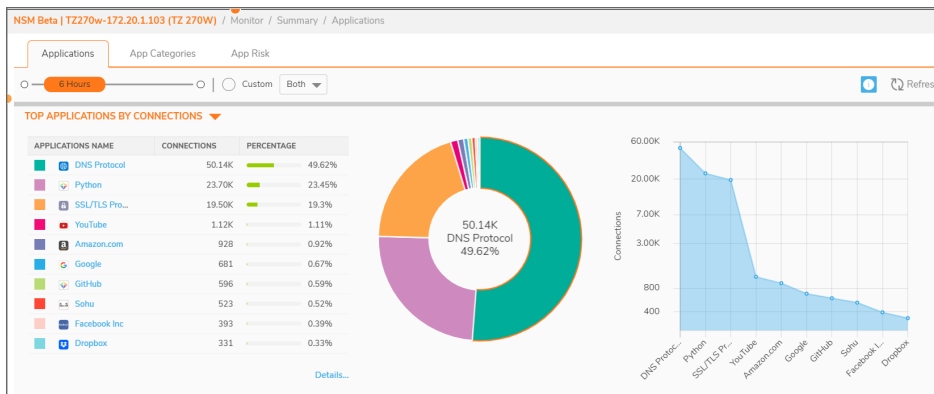 NSM Beta | TZ270w-172.20.1.103 (TZ 270W) / Monitor / Summary / Applications
Applications App Categories App Risk
6 Hours Custom Both Refres
TOP APPLICATIONS BY CONNECTIONS
APPLICATIONS NAME CONNECTIONS PERCENTAGE
DNS Protocol 50.14K 49.62%
Python 23.70K 23.45%
SSL/TLS Pro... 19.50K 19.3%
YouTube 1.12K 1.11%
Amazon.com 928 0.92%
Google 681 0.67%
GitHub 596 0.59%
Sohu 523 0.52%
Facebook Inc 393 0.39%
Dropbox 331 0.33%
Details...
50.14K
DNS Protocol
49.62%
Connections
60.00K
20.00K
7.00K
3.00K
800
400
DNS Protoc... Python SSL/TLS Pr... YouTube Amazon.com Google GitHub Sohu Facebook I... Dropbox